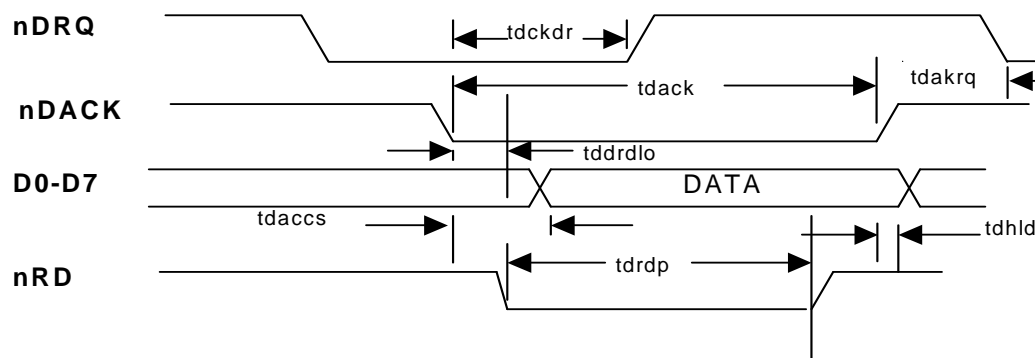 nDRQ
tdckdr
tdack
tdakrq
nDACK
tddrdlo
D0-D7
DATA
tdaccs
tdhld
tdrdp
nRD